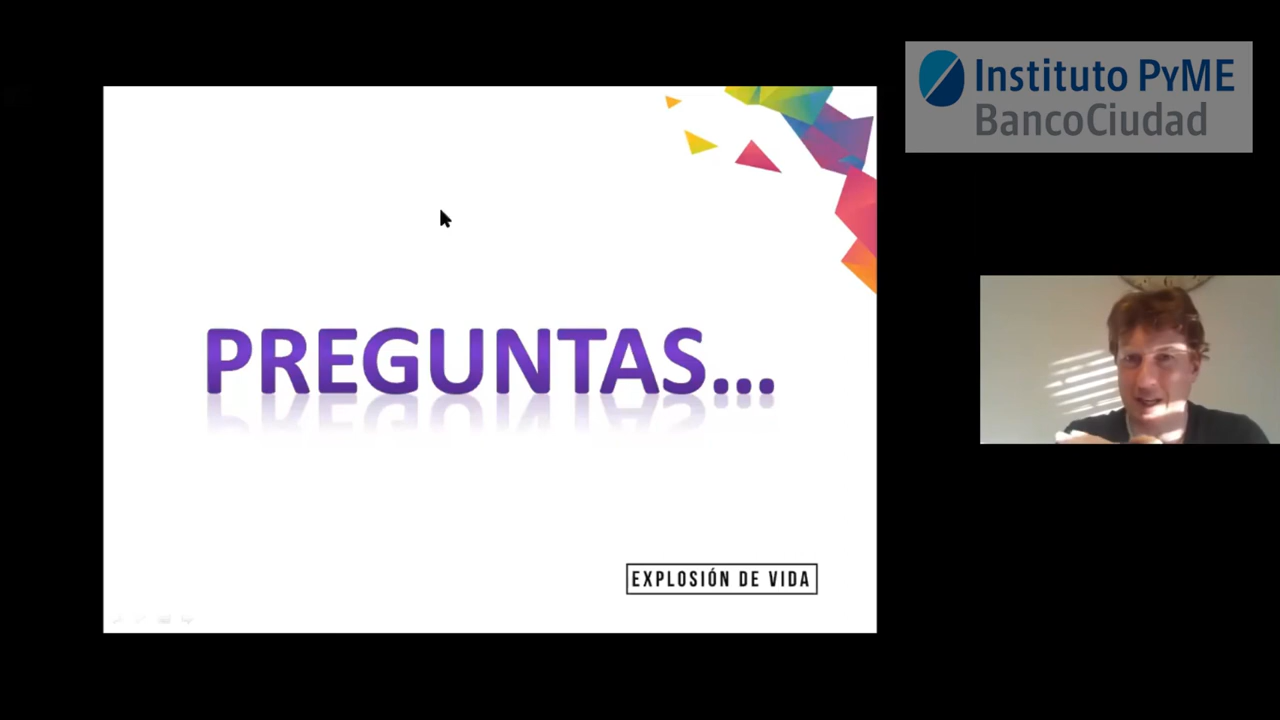 Instituto PyME
BancoCiudad
PREGUNTAS...
EXPLOSIÓN DE VIDA